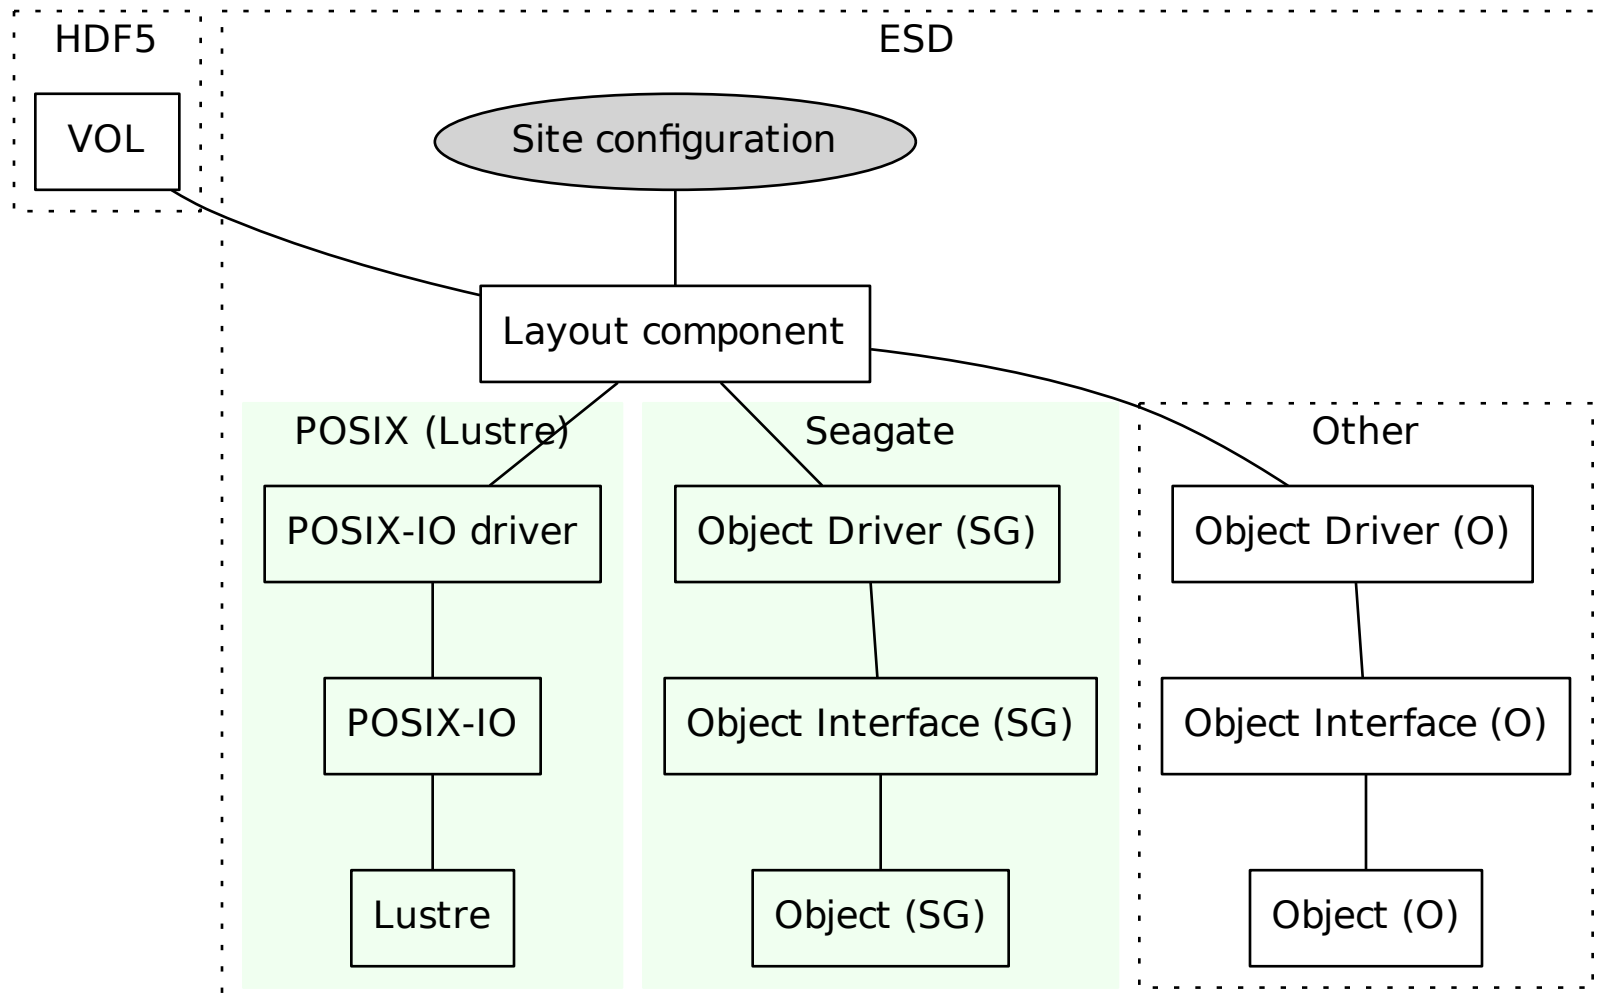 HDF5
ESD
VOL
Site configuration
Layout component
POSIX (Lustre)
Seagate
Other
POSIX-IO driver
Object Driver (SG)
Object Driver (O)
POSIX-IO
Object Interface (SG)
Object Interface (O)
Lustre
Object (SG)
Object (O)